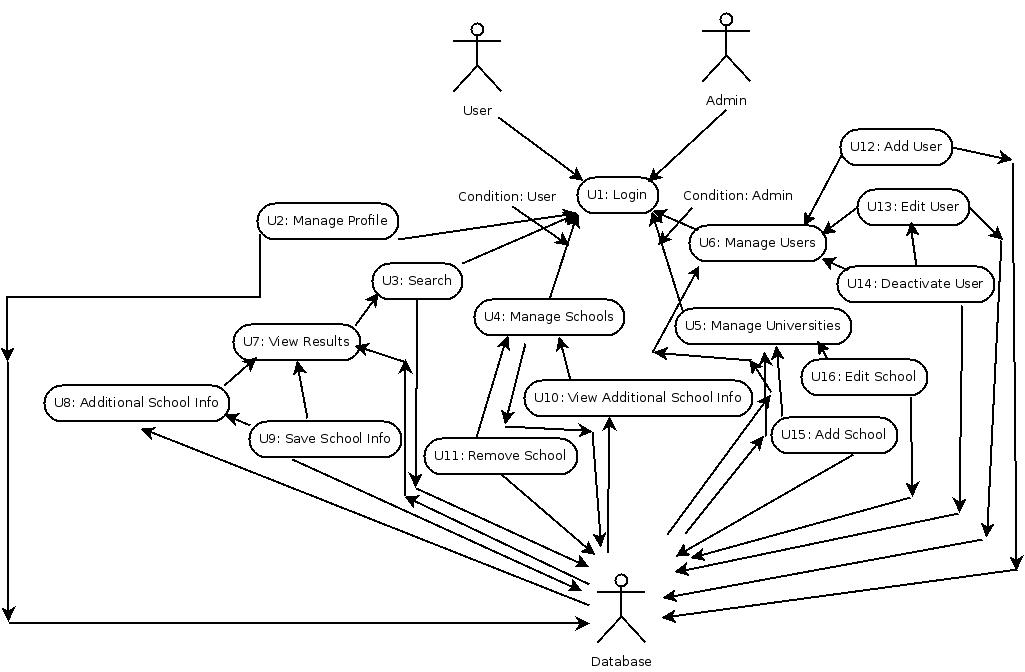 User
Admin
U12: Add User
U1: Login
Condition: User
Condition: Admin
U13: Edit User
U2: Manage Profile
U6: Manage Users
U3: Search
U14: Deactivate User
U4: Manage Schools
U5: Manage Universities
U7: View Results
U16: Edit School
U8: Additional School Info
U10: View Additional School Info
U9: Save School Info
U15: Add School
U11: Remove School
Database